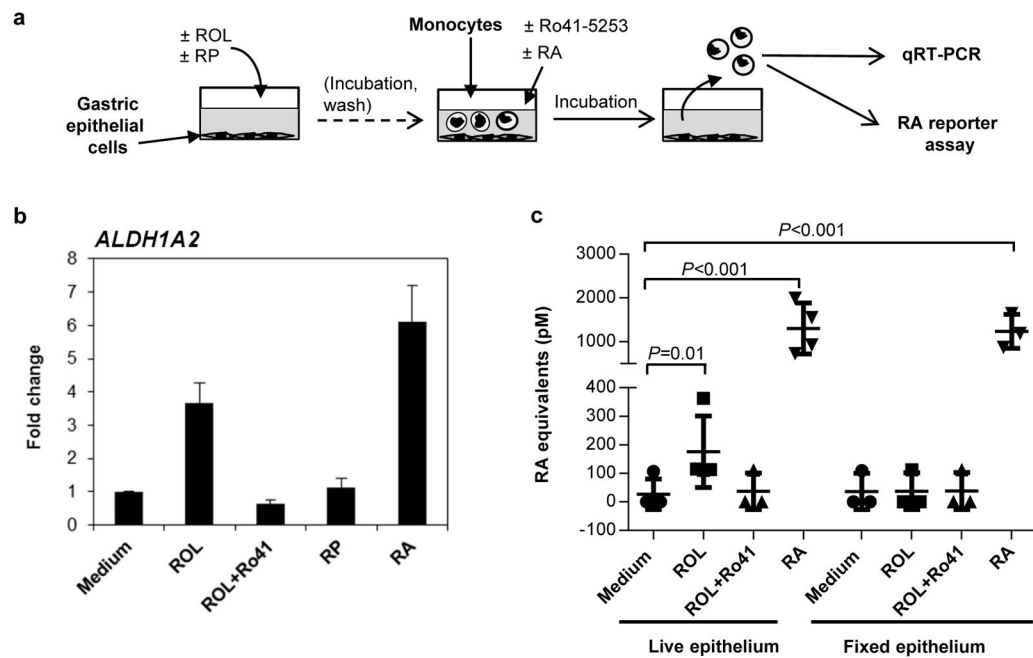 a
± ROL
± RP
Gastric
epithelial
cells
(Incubation,
wash)
Monocytes
± Ro41-5253
± RA
Incubation
qRT-PCR
RA reporter
assay
b
ALDH1A2
Fold change
8
7
6
5
4
3
2
1
0
Medium
ROL
ROL+Ro41
RP
RA
c
P<0.001
P<0.001
P=0.01
RA equivalents (pM)
3000
2000
1000
400
300
200
100
0
-100
Medium
ROL
ROL+Ro41
RA
Medium
ROL
ROL+Ro41
RA
Live epithelium
Fixed epithelium